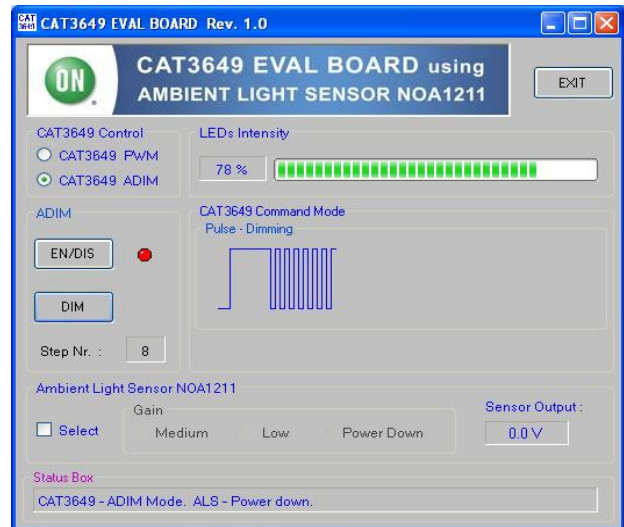 CAT 3649 CAT3649 EVAL BOARD Rev. 1.0
ON
CAT3649 EVAL BOARD using
AMBIENT LIGHT SENSOR NOA1211
EXIT
CAT3649 Control
CAT3649 PWM
CAT3649 ADIM
LEDs Intensity
78 %
ADIM
EN/DIS
DIM
Step Nr. : 8
CAT3649 Command Mode
Pulse - Dimming
Ambient Light Sensor NOA1211
Select
Gain
Medium Low Power Down
Sensor Output :
0.0 V
Status Box
CAT3649 - ADIM Mode. ALS - Power down.